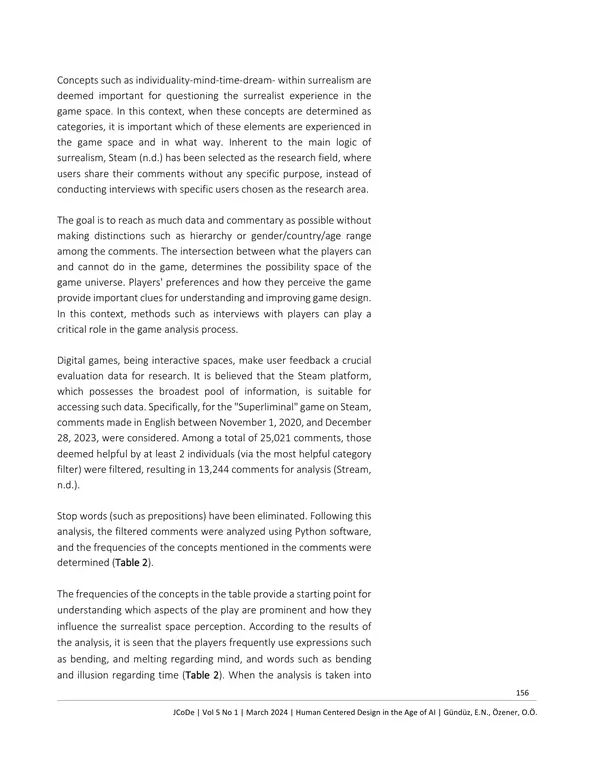 Concepts such as individuality-mind-time-dream- within surrealism are
deemed important for questioning the surrealist experience in the
game space. In this context, when these concepts are determined as
categories, it is important which of these elements are experienced in
the game space and in what way. Inherent to the main logic of
surrealism, Steam (n.d.) has been selected as the research field, where
users share their comments without any specific purpose, instead of
conducting interviews with specific users chosen as the research area.
The goal is to reach as much data and commentary as possible without
making distinctions such as hierarchy or gender/country/age range
among the comments. The intersection between what the players can
and cannot do in the game, determines the possibility space of the
game universe. Players' preferences and how they perceive the game
provide important clues for understanding and improving game design.
In this context, methods such as interviews with players can play a
critical role in the game analysis process.
Digital games, being interactive spaces, make user feedback a crucial
evaluation data for research. It is believed that the Steam platform,
which possesses the broadest pool of information, is suitable for
accessing such data. Specifically, for the "Superliminal" game on Steam,
comments made in English between November 1, 2020, and December
28, 2023, were considered. Among a total of 25,021 comments, those
deemed helpful by at least 2 individuals (via the most helpful category
filter) were filtered, resulting in 13,244 comments for analysis (Stream,
n.d.).
Stop words (such as prepositions) have been eliminated. Following this
analysis, the filtered comments were analyzed using Python software,
and the frequencies of the concepts mentioned in the comments were
determined (Table 2).
The frequencies of the concepts in the table provide a starting point for
understanding which aspects of the play are prominent and how they
influence the surrealist space perception. According to the results of
the analysis, it is seen that the players frequently use expressions such
as bending, and melting regarding mind, and words such as bending
and illusion regarding time (Table 2). When the analysis is taken into
156
JCoDe | Vol 5 No 1 | March 2024 | Human Centered Design in the Age of AI | Gündüz, E.N., Özener, O.Ö.